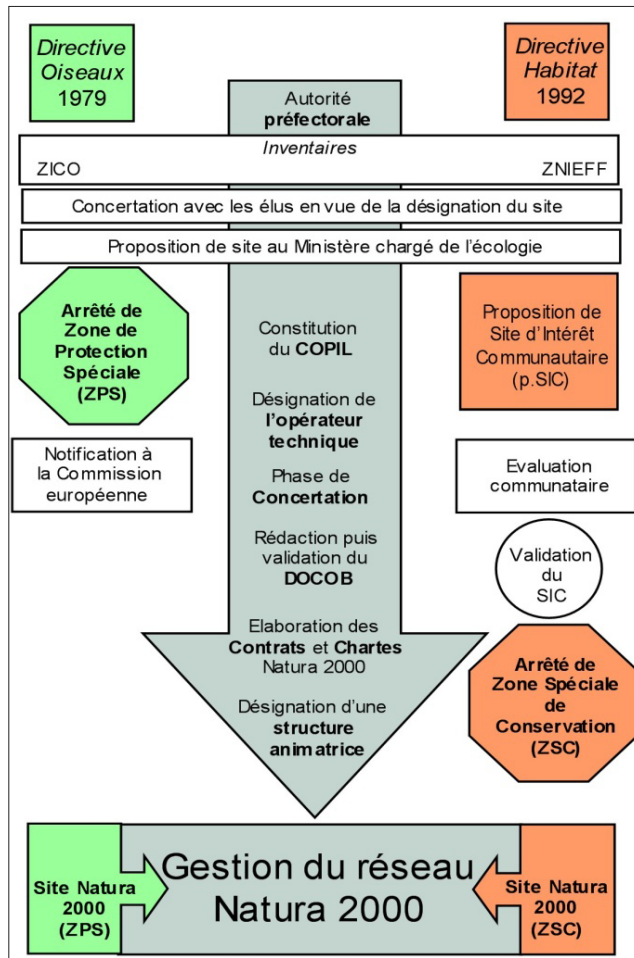 Directive
Oiseaux
1979
Directive
Habitat
1992
Autorité
préfectorale
Inventaires
ZICO
ZNIEFF
Concertation avec les élus en vue de la désignation du site
Proposition de site au Ministère chargé de l'écologie
Arrêté de
Zone de
Protection
Spéciale
(ZPS)
Notification à
la Commission
européenne
Constitution
du COPIL
Désignation de
l'opérateur
technique
Phase de
Concertation
Rédaction puis
validation du
DOCOB
Elaboration des
Contrats et Chartes
Natura 2000
Désignation d'une
structure
animatrice
Proposition de
Site d'Intérêt
Communautaire
(p.SIC)
Evaluation
communataire
Validation
du
SIC
Arrêté de
Zone Spéciale
de
Conservation
(ZSC)
Site Natura
2000
(ZPS)
Gestion du réseau
Natura 2000
Site Natura
2000
(ZSC)